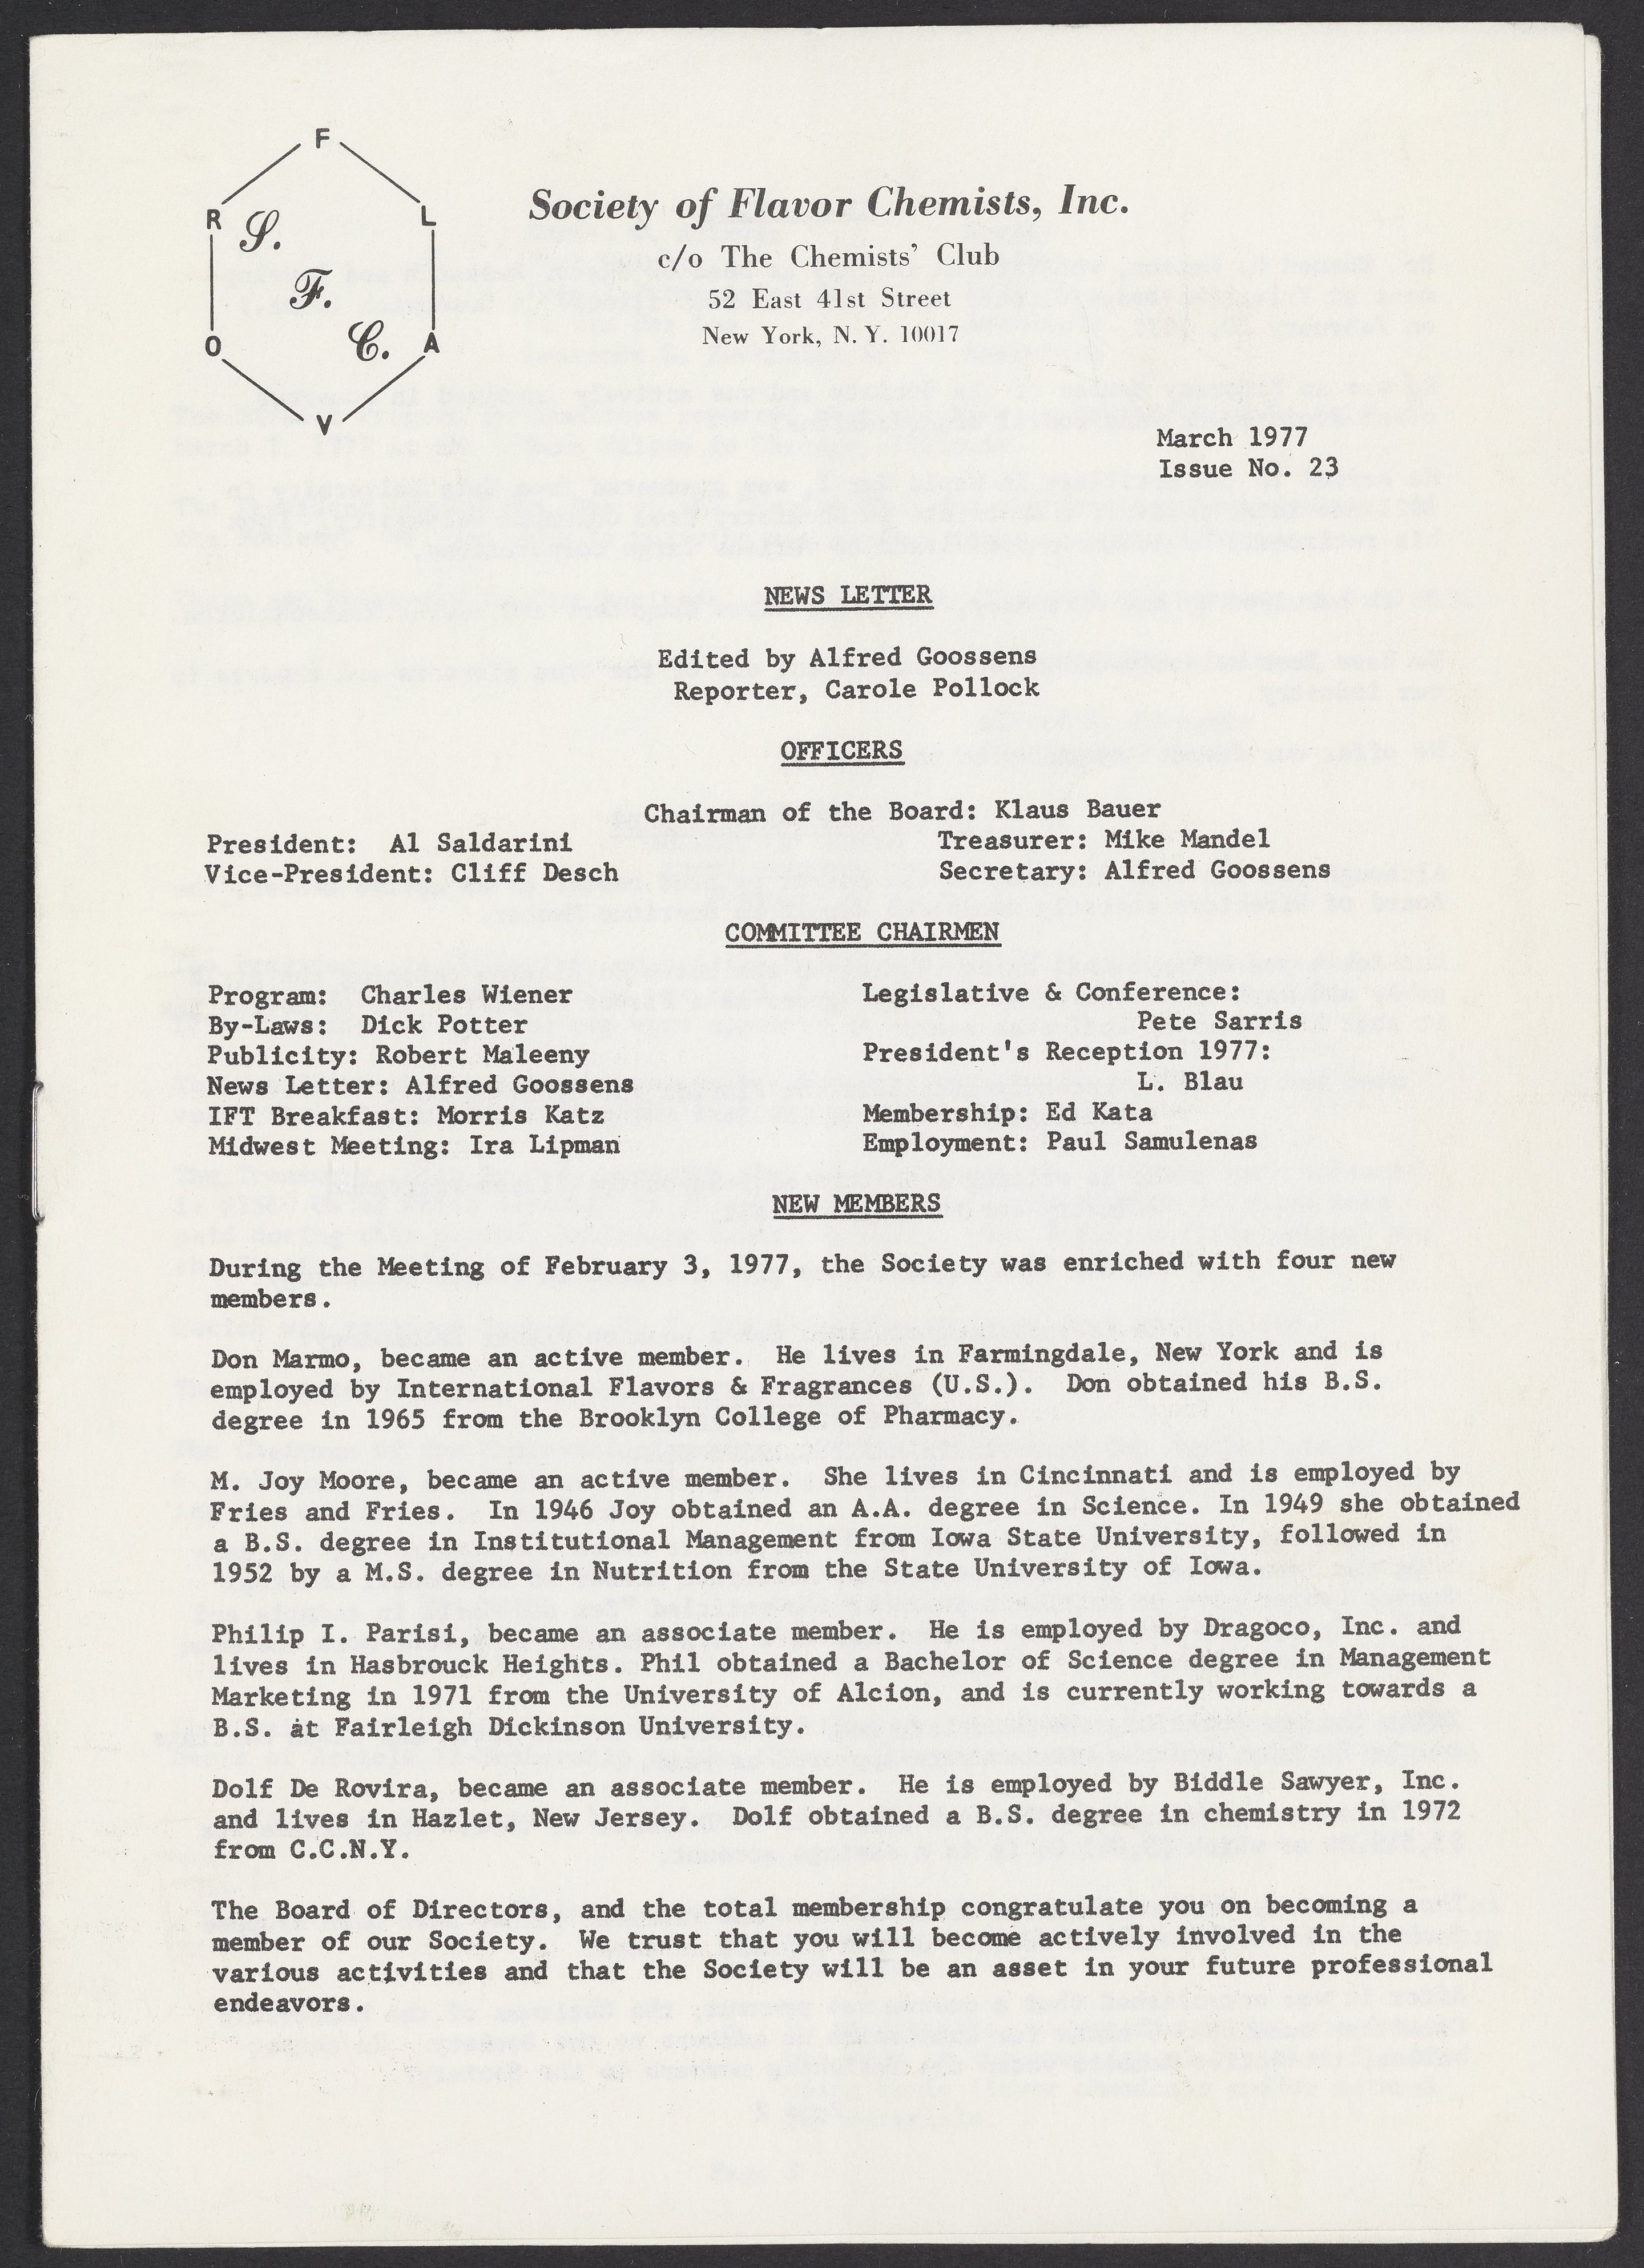 F
R
L
S.
F.
C.
O
A
V
Society of Flavor Chemists, Inc.
c/o The Chemists' Club
52 East 41st Street
New York, N. Y. 10017
March 1977
Issue No. 23
NEWS LETTER
Edited by Alfred Goossens
Reporter, Carole Pollock
OFFICERS
Chairman of the Board: Klaus Bauer
President: Al Saldarini
Treasurer: Mike Mandel
Vice-President: Cliff Desch
Secretary: Alfred Goossens
COMMITTEE CHAIRMEN
Program: Charles Wiener
By-Laws: Dick Potter
Publicity: Robert Maleeny
News Letter: Alfred Goossens
IFT Breakfast: Morris Katz
Midwest Meeting: Ira Lipman
Legislative & Conference:
Pete Sarris
President's Reception 1977:
L. Blau
Membership: Ed Kata
Employment: Paul Samulenas
NEW MEMBERS
During the Meeting of February 3, 1977, the Society was enriched with four new
members.
Don Marmo, became an active member. He lives in Farmingdale, New York and is
employed by International Flavors & Fragrances (U.S.). Don obtained his B.S.
degree in 1965 from the Brooklyn College of Pharmacy.
M. Joy Moore, became an active member. She lives in Cincinnati and is employed by
Fries and Fries. In 1946 Joy obtained an A.A. degree in Science. In 1949 she obtained
a B.S. degree in Institutional Management from Iowa State University, followed in
1952 by a M.S. degree in Nutrition from the State University of Iowa.
Philip I. Parisi, became an associate member. He is employed by Dragoco, Inc. and
lives in Hasbrouck Heights. Phil obtained a Bachelor of Science degree in Management
Marketing in 1971 from the University of Alcion, and is currently working towards a
B.S. at Fairleigh Dickinson University.
Dolf De Rovira, became an associate member. He is employed by Biddle Sawyer, Inc.
and lives in Hazlet, New Jersey. Dolf obtained a B.S. degree in chemistry in 1972
from C.C.N.Y.
The Board of Directors, and the total membership congratulate you on becoming a
member of our Society. We trust that you will become actively involved in the
various activities and that the Society will be an asset in your future professional
endeavors.